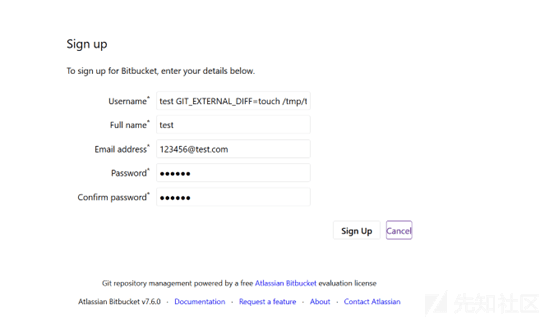 Sign up
To sign up for Bitbucket, enter your details below.
Username* test GIT_EXTERNAL_DIFF=touch /tmp/t
Full name* test
Email address* 123456@test.com
Password* ●●●●●●
Confirm password* ●●●●●●
Sign Up Cancel
Git repository management powered by a free Atlassian Bitbucket evaluation license
Atlassian Bitbucket v7.6.0 · Documentation · Request a feature · About · Contact Atlassian
先知社区